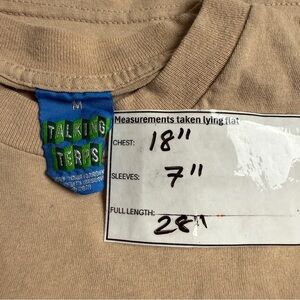 M
TALKING
TERPS
Measurements taken lying flat
CHEST: 18"
SLEEVES: 7"
FULL LENGTH: 28"